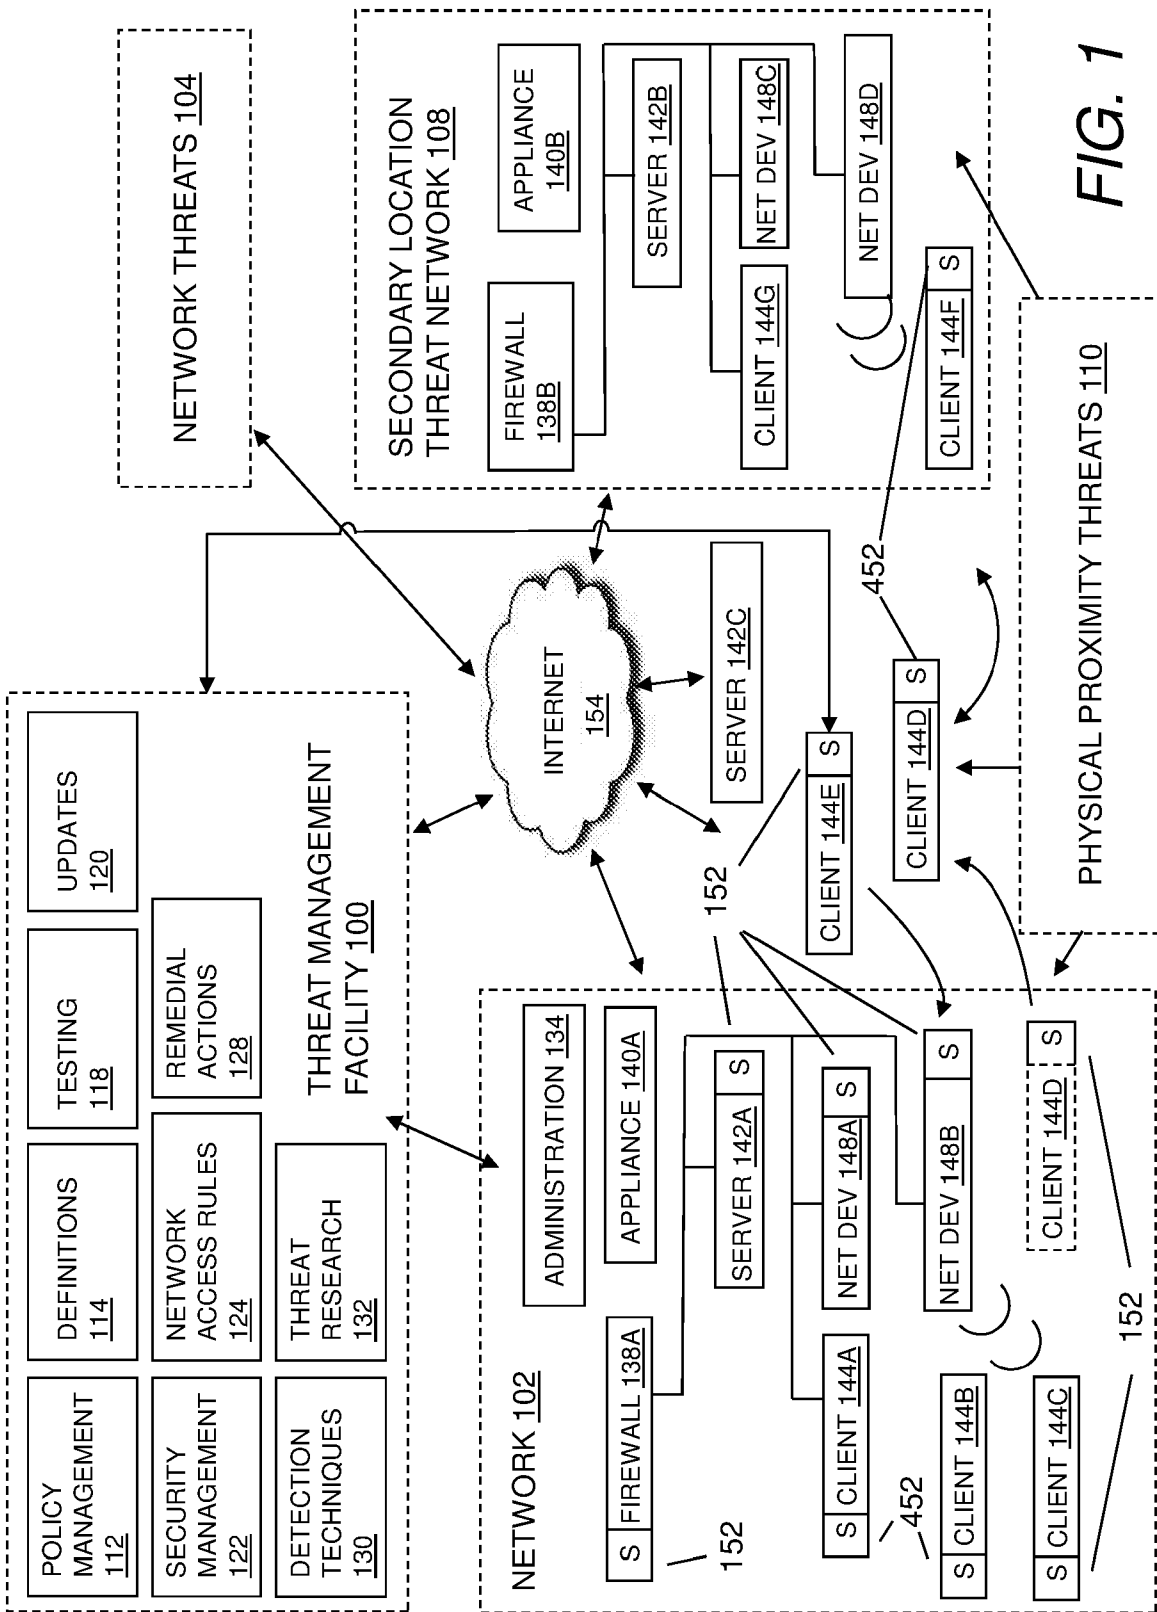 POLICY
MANAGEMENT
112
DEFINITIONS
114
TESTING
118
UPDATES
120
SECURITY
MANAGEMENT
122
NETWORK
ACCESS RULES
124
REMEDIAL
ACTIONS
128
DETECTION
TECHNIQUES
130
THREAT
RESEARCH
132
THREAT MANAGEMENT
FACILITY 100
NETWORK THREATS 104
INTERNET
154
NETWORK 102
ADMINISTRATION 134
S
FIREWALL 138A
APPLIANCE 140A
152
SERVER 142A
S
S
CLIENT 144A
NET DEV 148A
S
452
S
CLIENT 144B
NET DEV 148B
S
S
CLIENT 144C
CLIENT 144D
S
152
152
SERVER 142C
CLIENT 144E
S
CLIENT 144D
S
452
SECONDARY LOCATION
THREAT NETWORK 108
FIREWALL
138B
APPLIANCE
140B
SERVER 142B
CLIENT 144G
NET DEV 148C
NET DEV 148D
CLIENT 144F
S
PHYSICAL PROXIMITY THREATS 110
FIG. 1